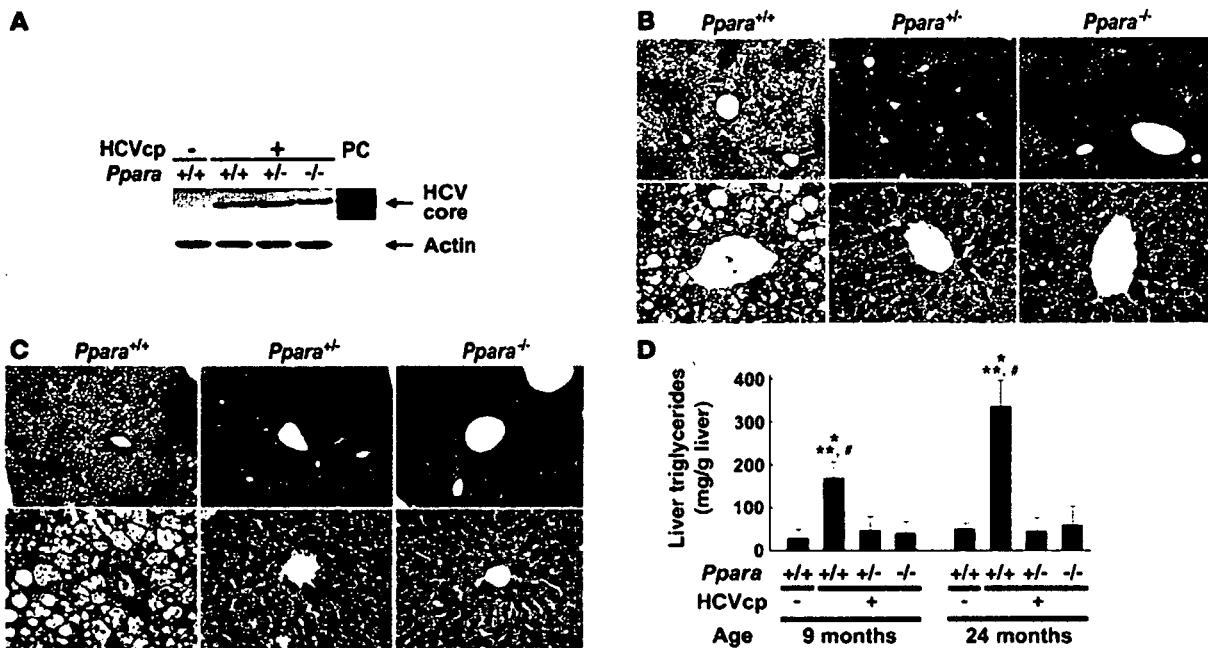 A
HCVcp - + PC
Ppara +/+ +/+ +/- -/-
HCV
core
Actin
B
Ppara+/+ Ppara+/- Ppara-/-
C
Ppara+/+ Ppara+/- Ppara-/-
D
Liver triglycerides
(mg/g liver)
400
300
200
100
0
*
**, #
*
**, #
Ppara +/+ +/+ +/- -/- +/+ +/+ +/- -/-
HCVcp - + - +
Age 9 months 24 months